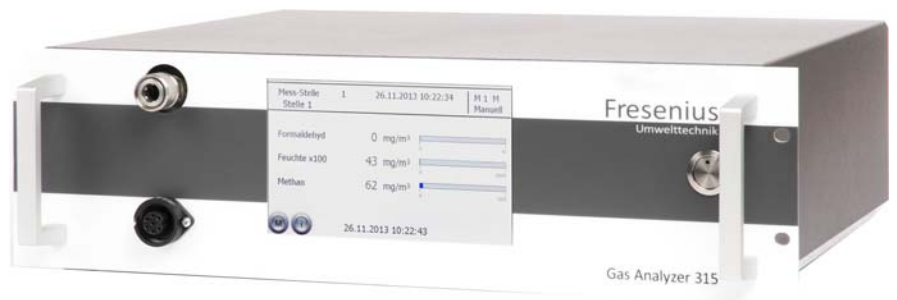 Mess-Stelle 1 26.11.2013 10:22:34 M 1 M
Stelle 1 Manuell
Formaldehyd 0 mg/m³
Feuchte x100 43 mg/m³
Methan 62 mg/m³
M i
26.11.2013 10:22:43
Fresenius
Umwelttechnik
Gas Analyzer 315